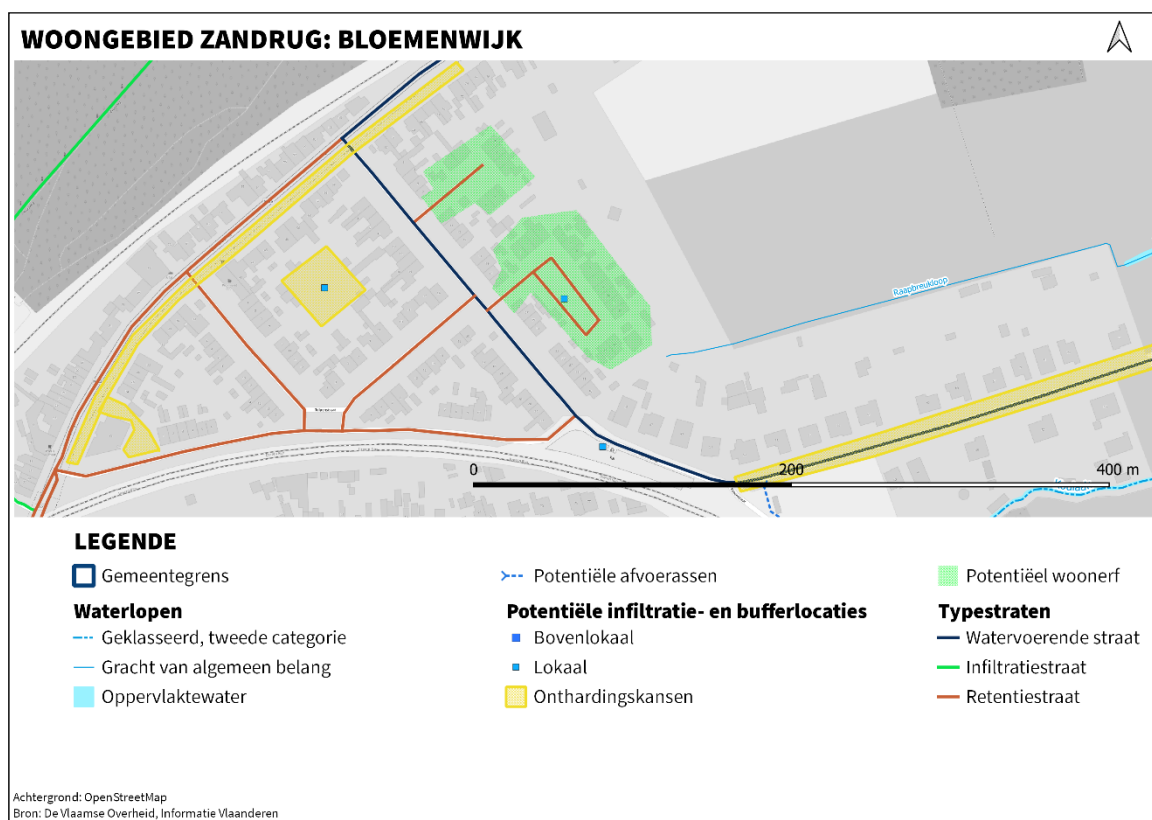 WOONGEBIED ZANDRUG: BLOEMENWIJK
Raapbreukloop
0 200 400 m
LEGENDE
Gemeentegrens
Waterlopen
Geklasseerd, tweede categorie
Gracht van algemeen belang
Oppervlaktewater
Potentiële afvoerassen
Potentiële infiltratie- en bufferlocaties
Bovenlokaal
Lokaal
Onthardingskansen
Potentiëel woonerf
Typestraten
Watervoerende straat
Infiltratiestraat
Retentiestraat
Achtergrond: OpenStreetMap
Bron: De Vlaamse Overheid, Informatie Vlaanderen